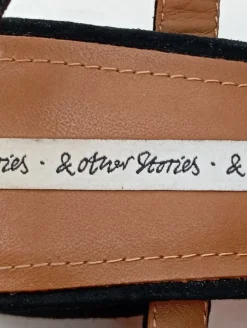 ries · & other Stories · &